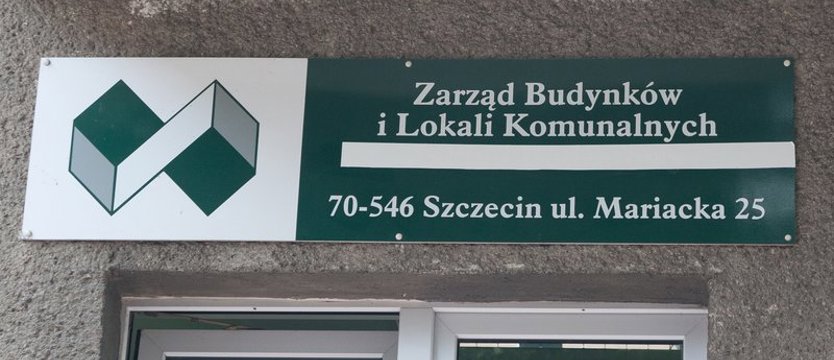 Zarząd Budynków
i Lokali Komunalnych
70-546 Szczecin ul. Mariacka 25